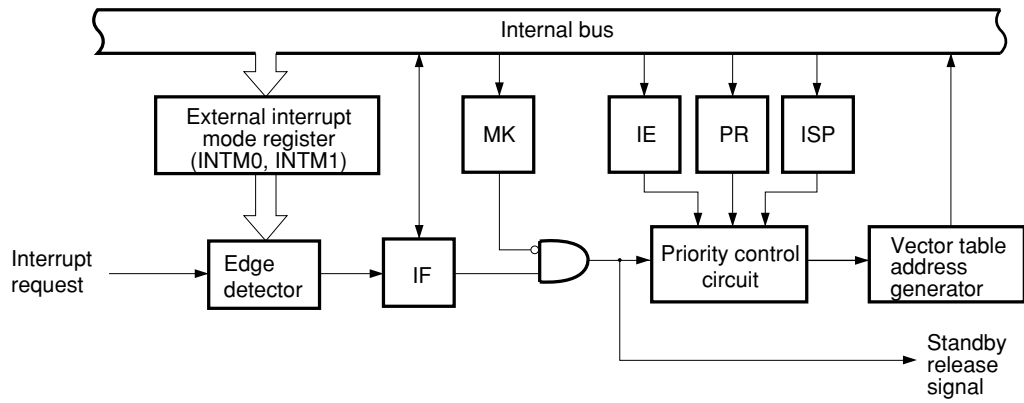 Internal bus
External interrupt
mode register
(INTM0, INTM1)
MK
IE
PR
ISP
Interrupt
request
Edge
detector
IF
Priority control
circuit
Vector table
address
generator
Standby
release
signal